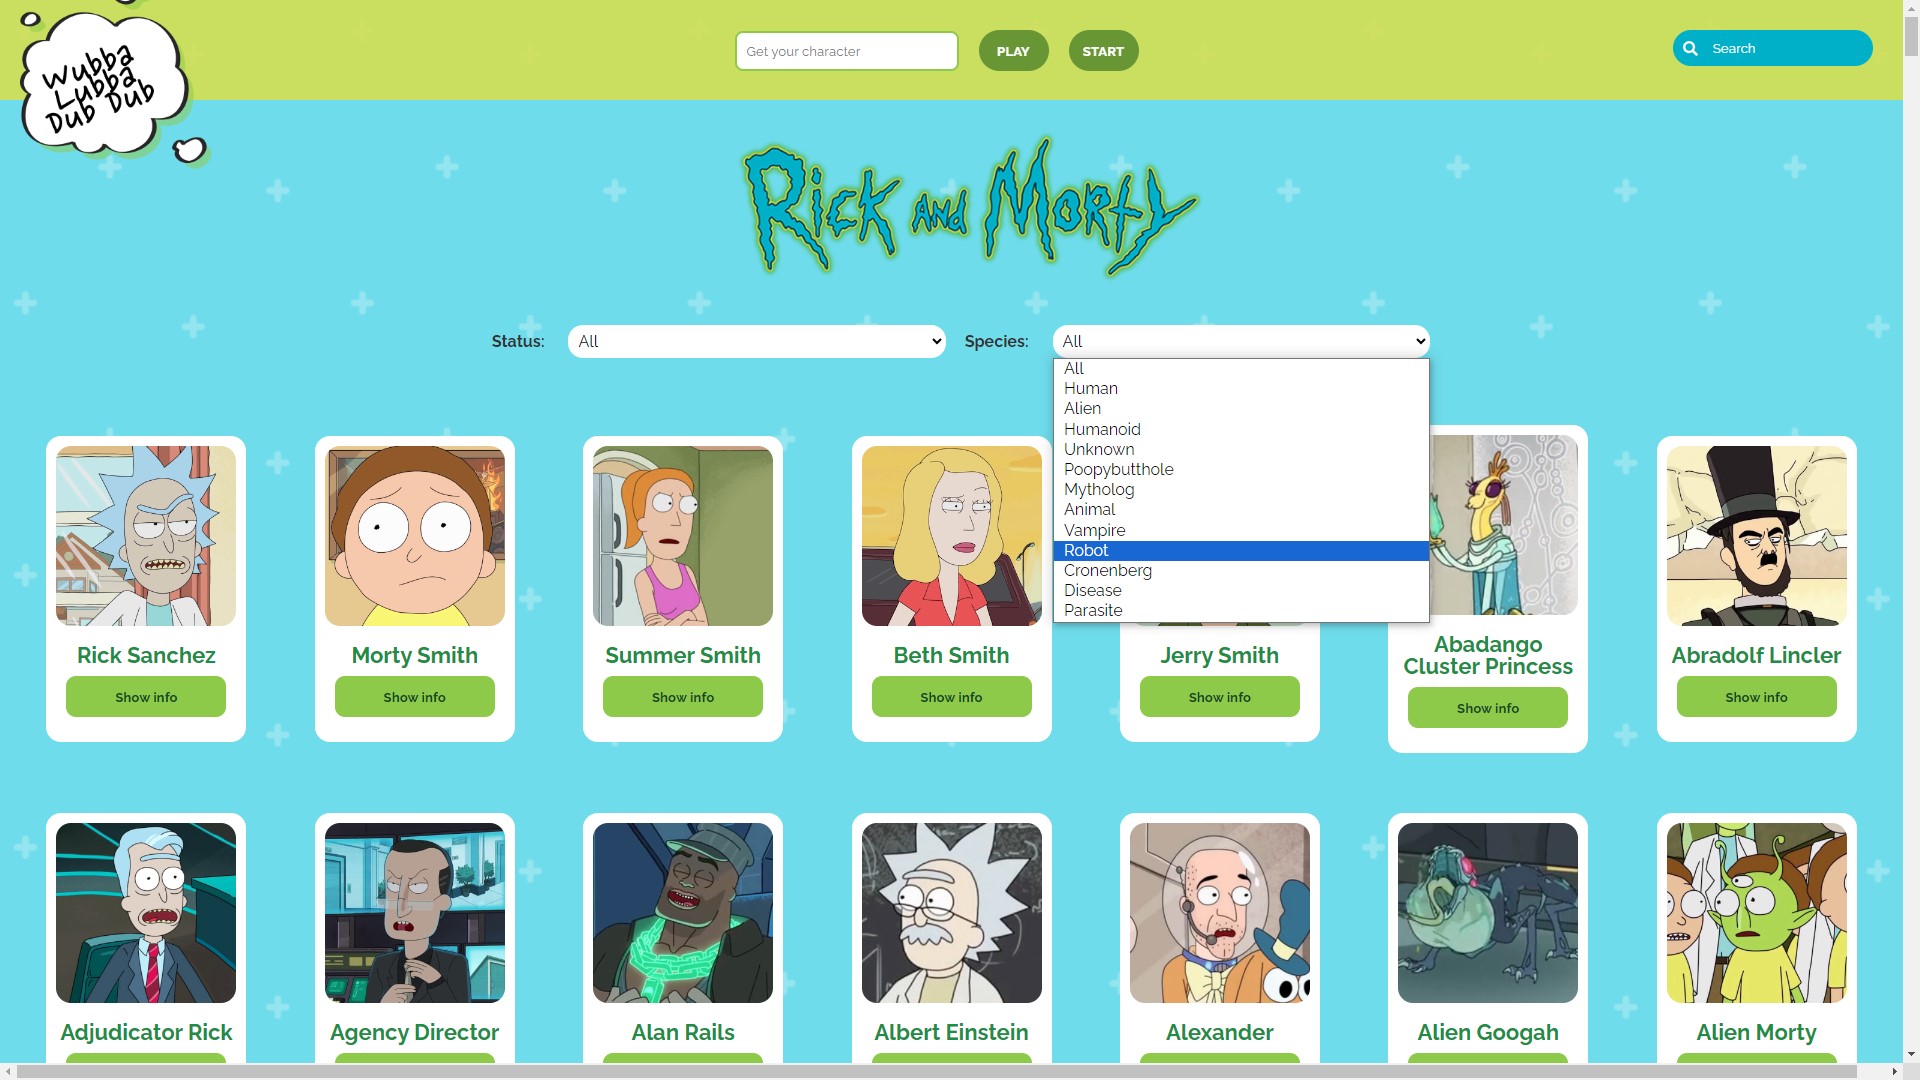 Wubba
Lubba
Dub Dub
Get your character
PLAY
START
Search
Rick and Morty
Status:
All
Species:
All
All
Human
Alien
Humanoid
Unknown
Poopybutthole
Mytholog
Animal
Vampire
Robot
Cronenberg
Disease
Parasite
Rick Sanchez
Show info
Morty Smith
Show info
Summer Smith
Show info
Beth Smith
Show info
Jerry Smith
Show info
Abadango
Cluster Princess
Show info
Abradolf Lincler
Show info
Adjudicator Rick
Agency Director
Alan Rails
Albert Einstein
Alexander
Alien Googah
Alien Morty